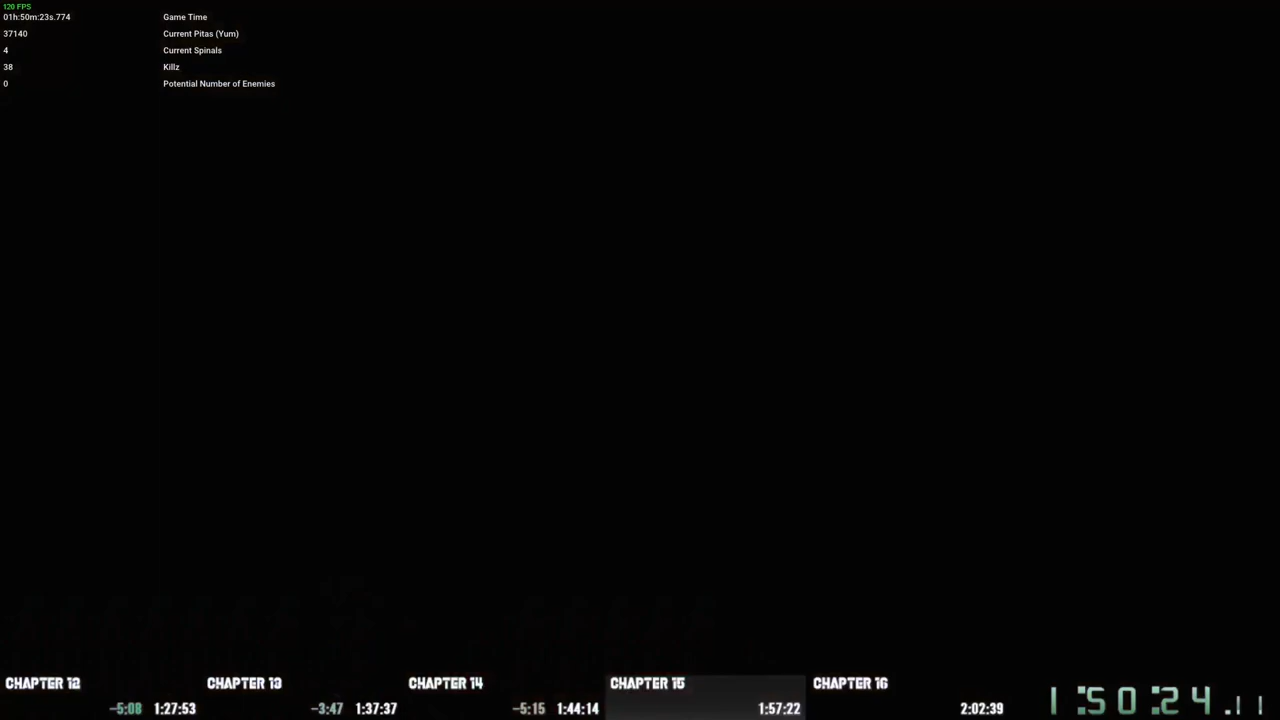 120 FPS
01h:50m:23s.774 Game Time
37140 Current Pitas (Yum)
4 Current Spinals
38 Killz
0 Potential Number of Enemies
CHAPTER 12 CHAPTER 13 CHAPTER 14 CHAPTER 15 CHAPTER 16
-5:08 1:27:53 -3:47 1:37:37 -5:15 1:44:14 1:57:22 2:02:39 1:50:24.11